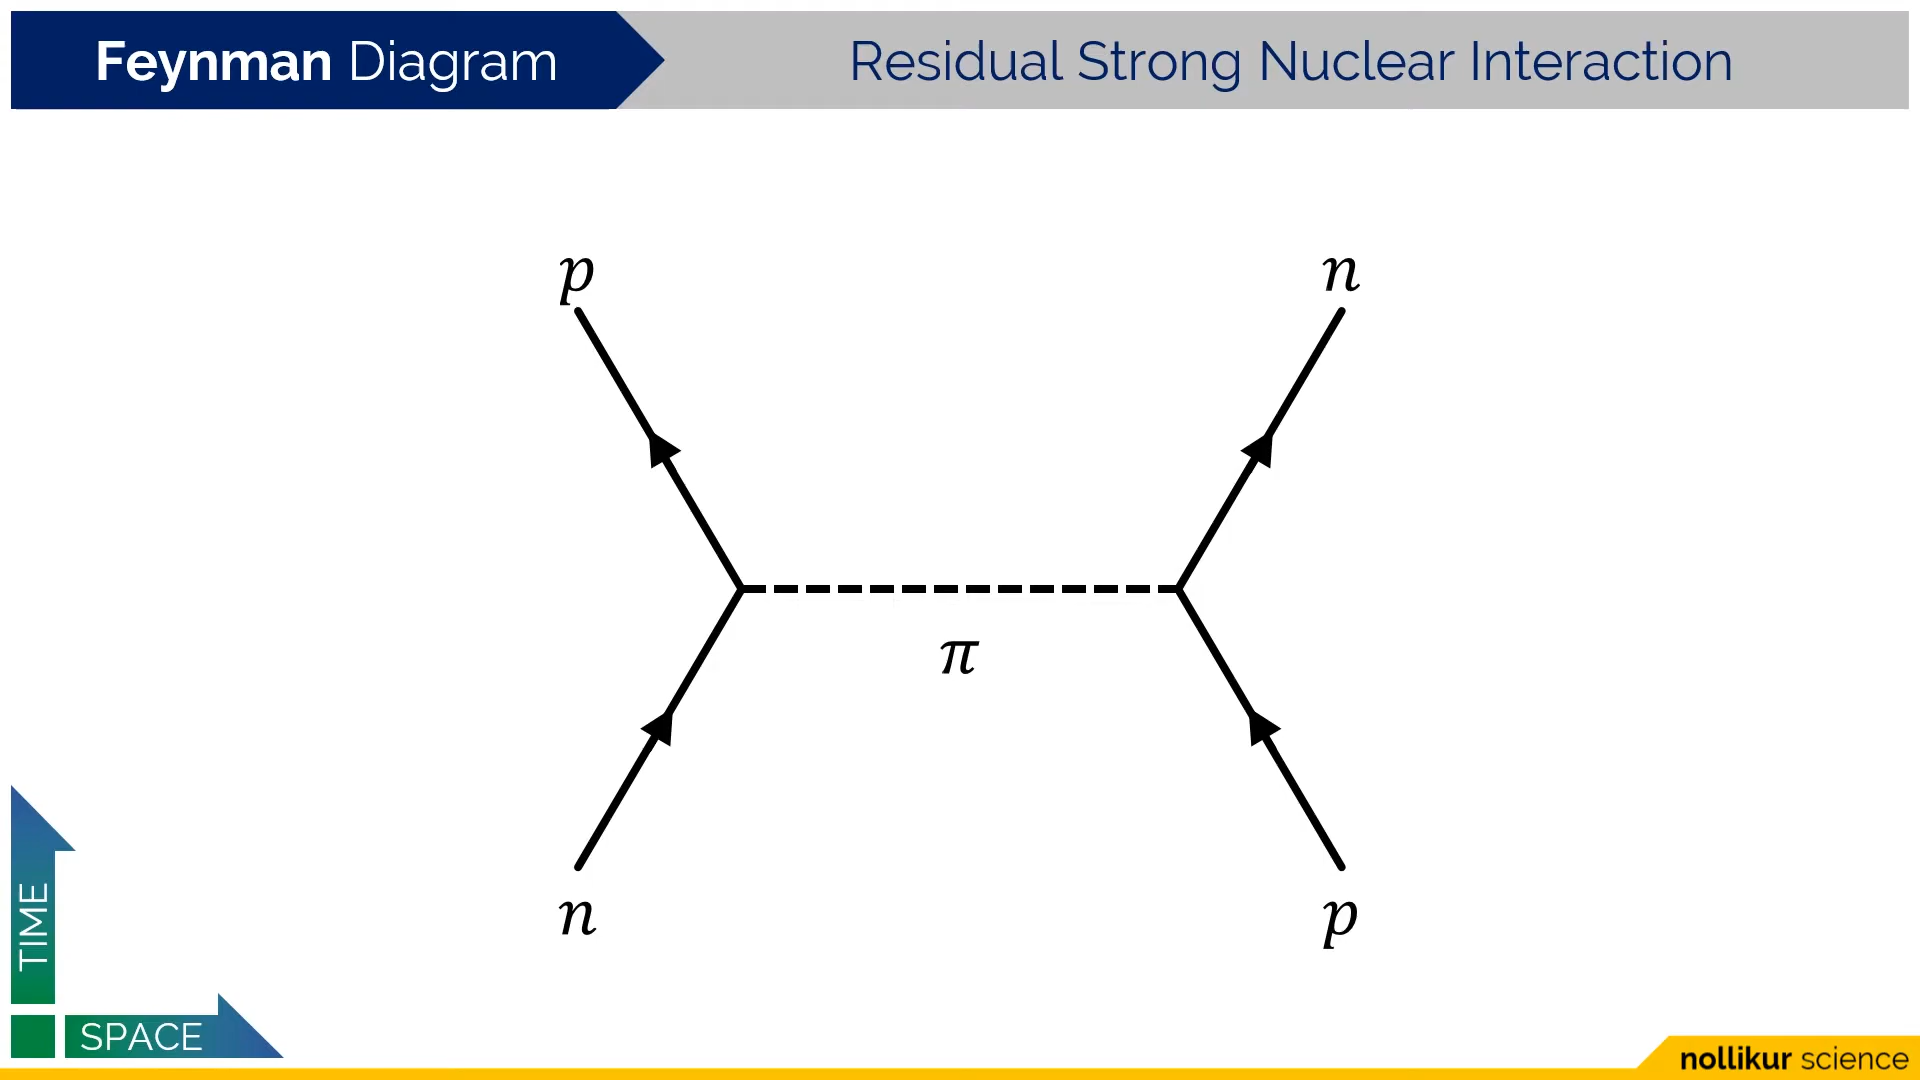 Feynman Diagram
Residual Strong Nuclear Interaction
p
n
π
n
p
TIME
SPACE
nollikur science